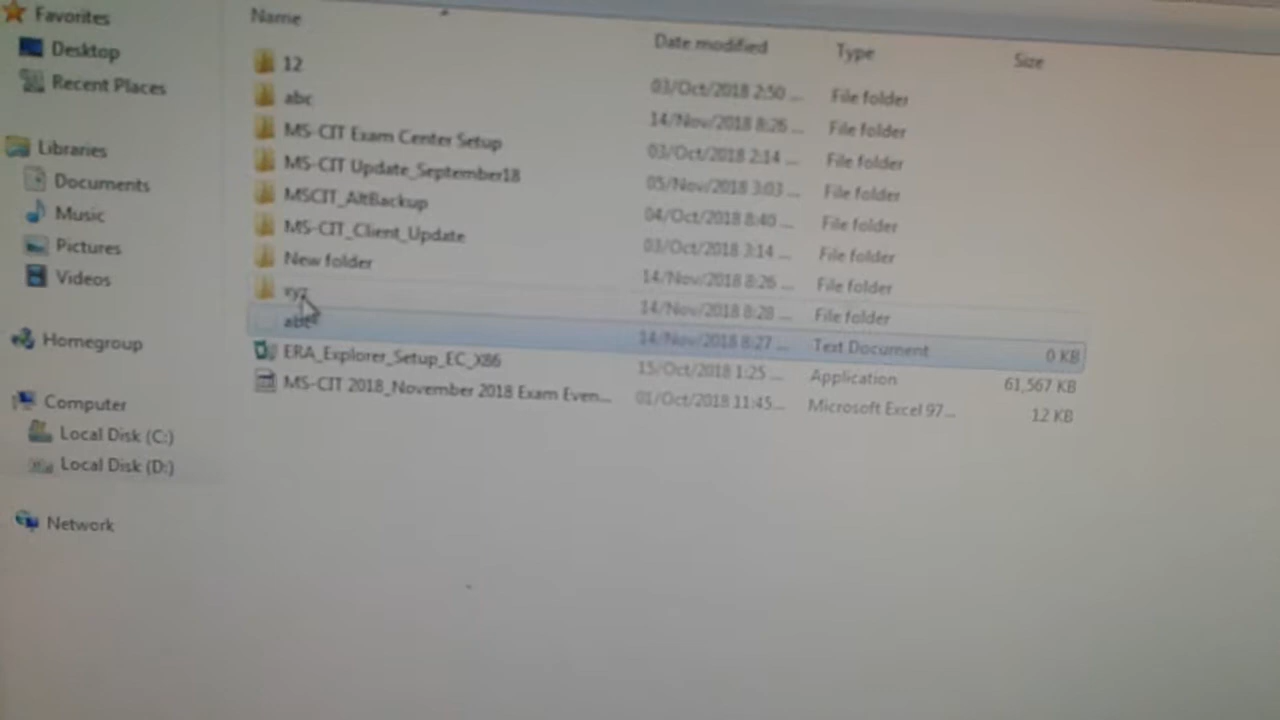 Favorites
Desktop
Recent Places
Libraries
Documents
Music
Pictures
Videos
Homegroup
Computer
Local Disk (C:)
Local Disk (D:)
Network
Name Date modified Type Size
12 03/Oct/2018 2:50 ... File folder
abc 14/Nov/2018 8:26 ... File folder
MS-CIT Exam Center Setup 03/Oct/2018 2:14 ... File folder
MS-CIT Update_September18 05/Nov/2018 3:03 ... File folder
MSCIT_AltBackup 04/Oct/2018 8:40 ... File folder
MS-CIT_Client_Update 03/Oct/2018 3:14 ... File folder
New folder 14/Nov/2018 8:26 ... File folder
xyz 14/Nov/2018 8:28 ... File folder
abc 14/Nov/2018 8:27 ... Text Document 0 KB
ERA_Explorer_Setup_EC_X86 15/Oct/2018 1:25 ... Application 61,567 KB
MS-CIT 2018_November 2018 Exam Even... 01/Oct/2018 11:45... Microsoft Excel 97... 12 KB